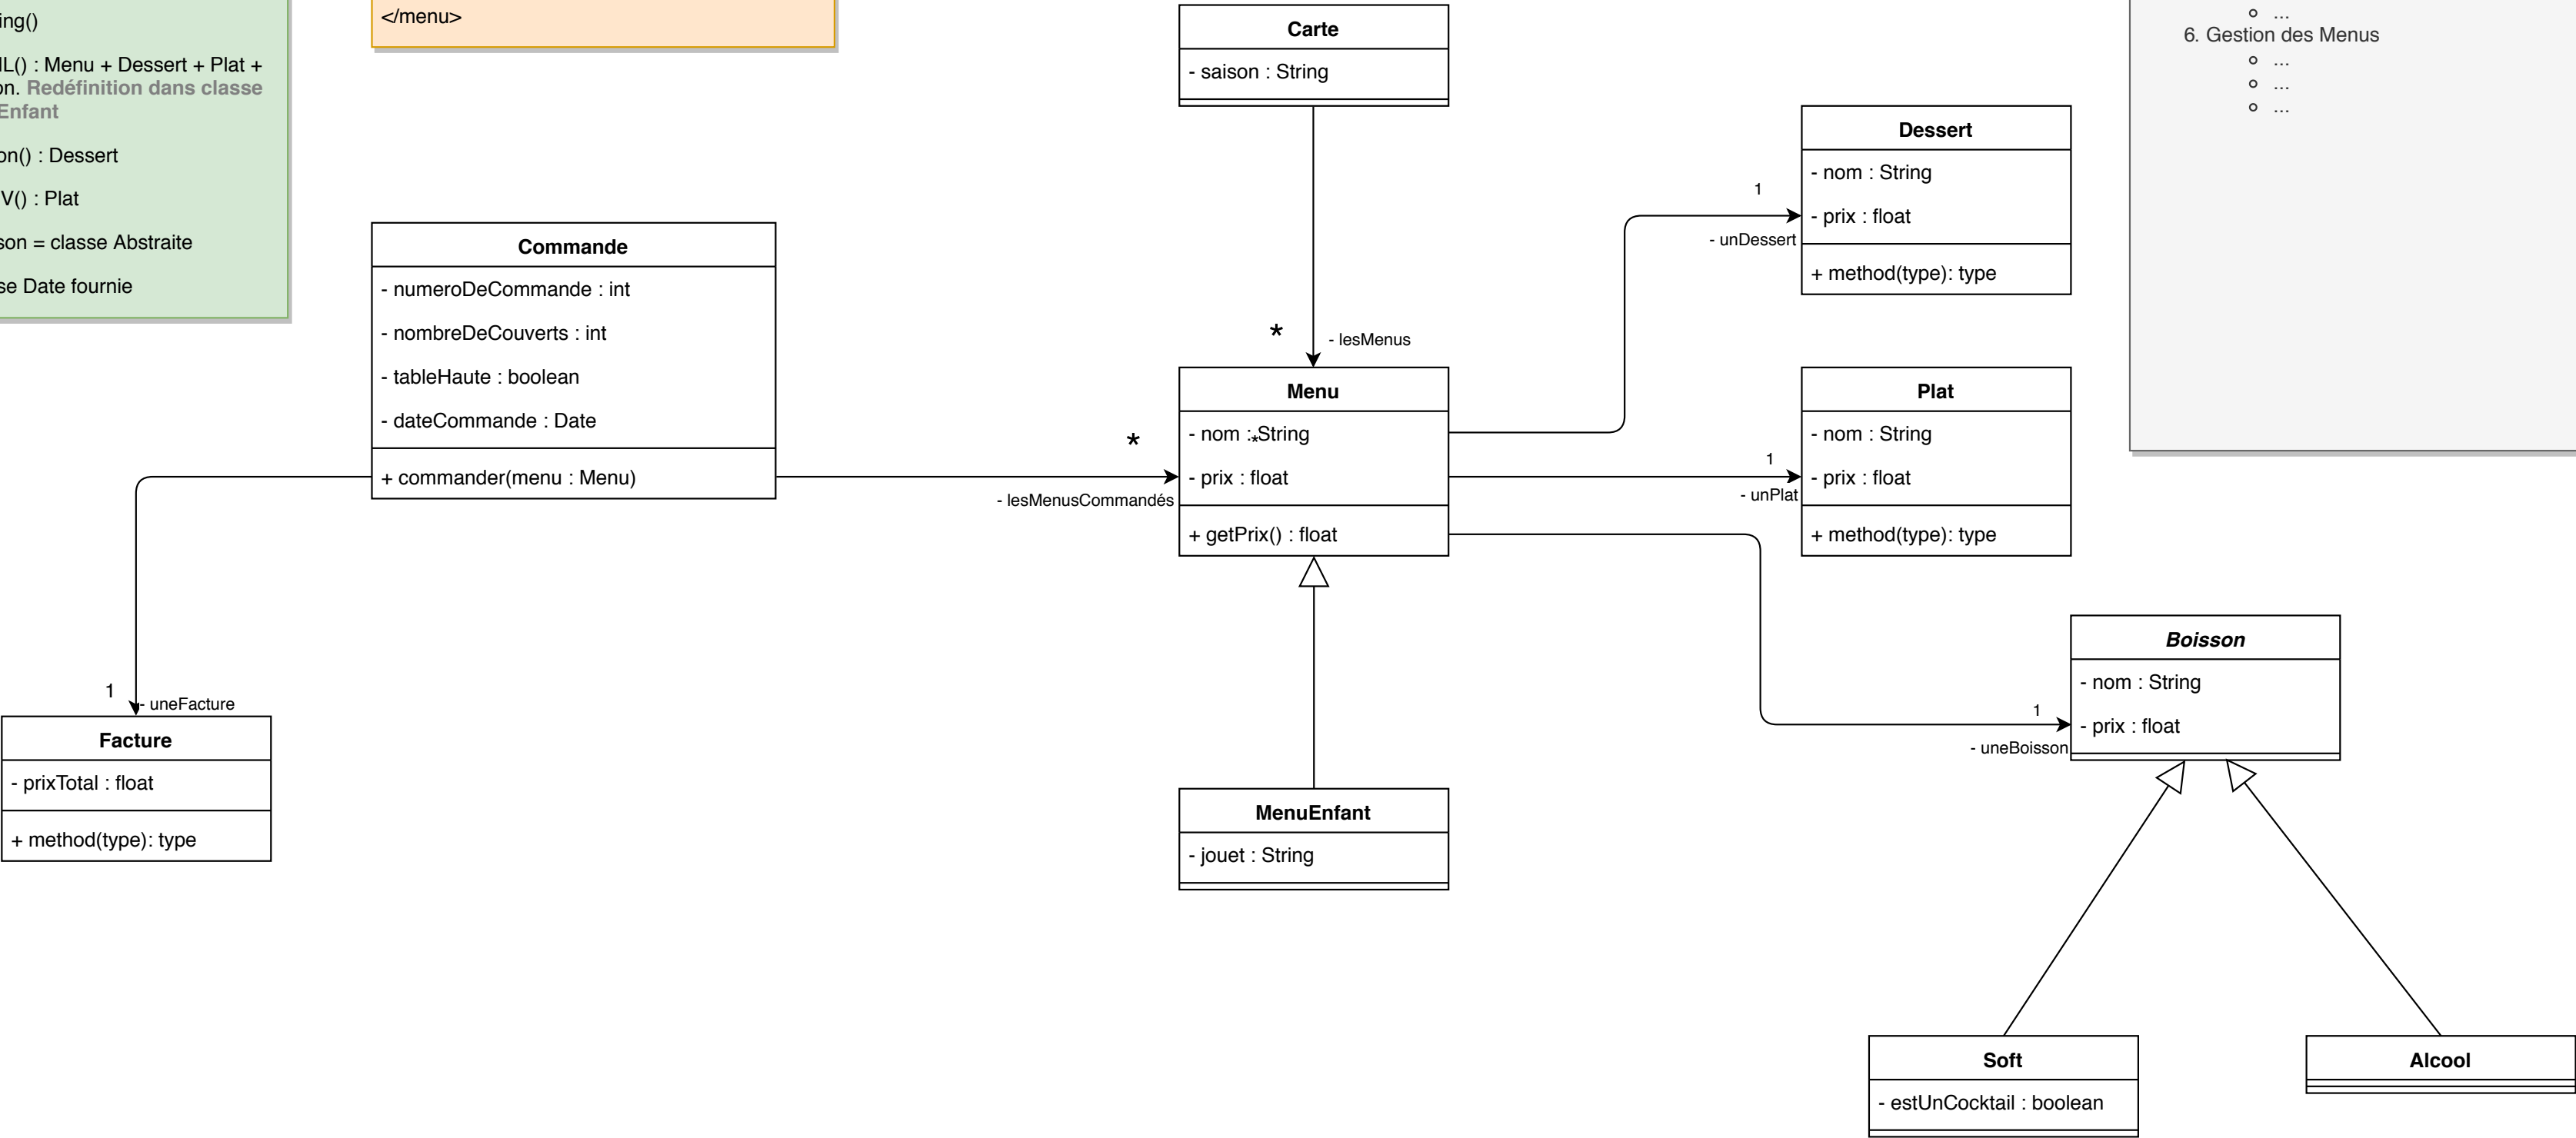 ing()
IL() : Menu + Dessert + Plat +
on. Redéfinition dans classe
Enfant
on() : Dessert
V() : Plat
son = classe Abstraite
se Date fournie
</menu>
Carte
- saison : String
...
6. Gestion des Menus
...
...
...
Dessert
- nom : String
- prix : float
+ method(type): type
1
- unDessert
Commande
- numeroDeCommande : int
- nombreDeCouverts : int
- tableHaute : boolean
- dateCommande : Date
+ commander(menu : Menu)
*
- lesMenus
*
- lesMenusCommandés
Menu
- nom : String
*
- prix : float
+ getPrix() : float
1
- unPlat
Plat
- nom : String
- prix : float
+ method(type): type
1
- uneBoisson
Boisson
- nom : String
- prix : float
1
- uneFacture
Facture
- prixTotal : float
+ method(type): type
MenuEnfant
- jouet : String
Soft
- estUnCocktail : boolean
Alcool